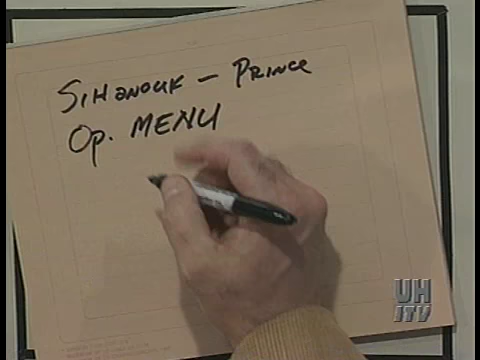 SIHANOUK — PRINCE
Op. MENU
UH
ITV